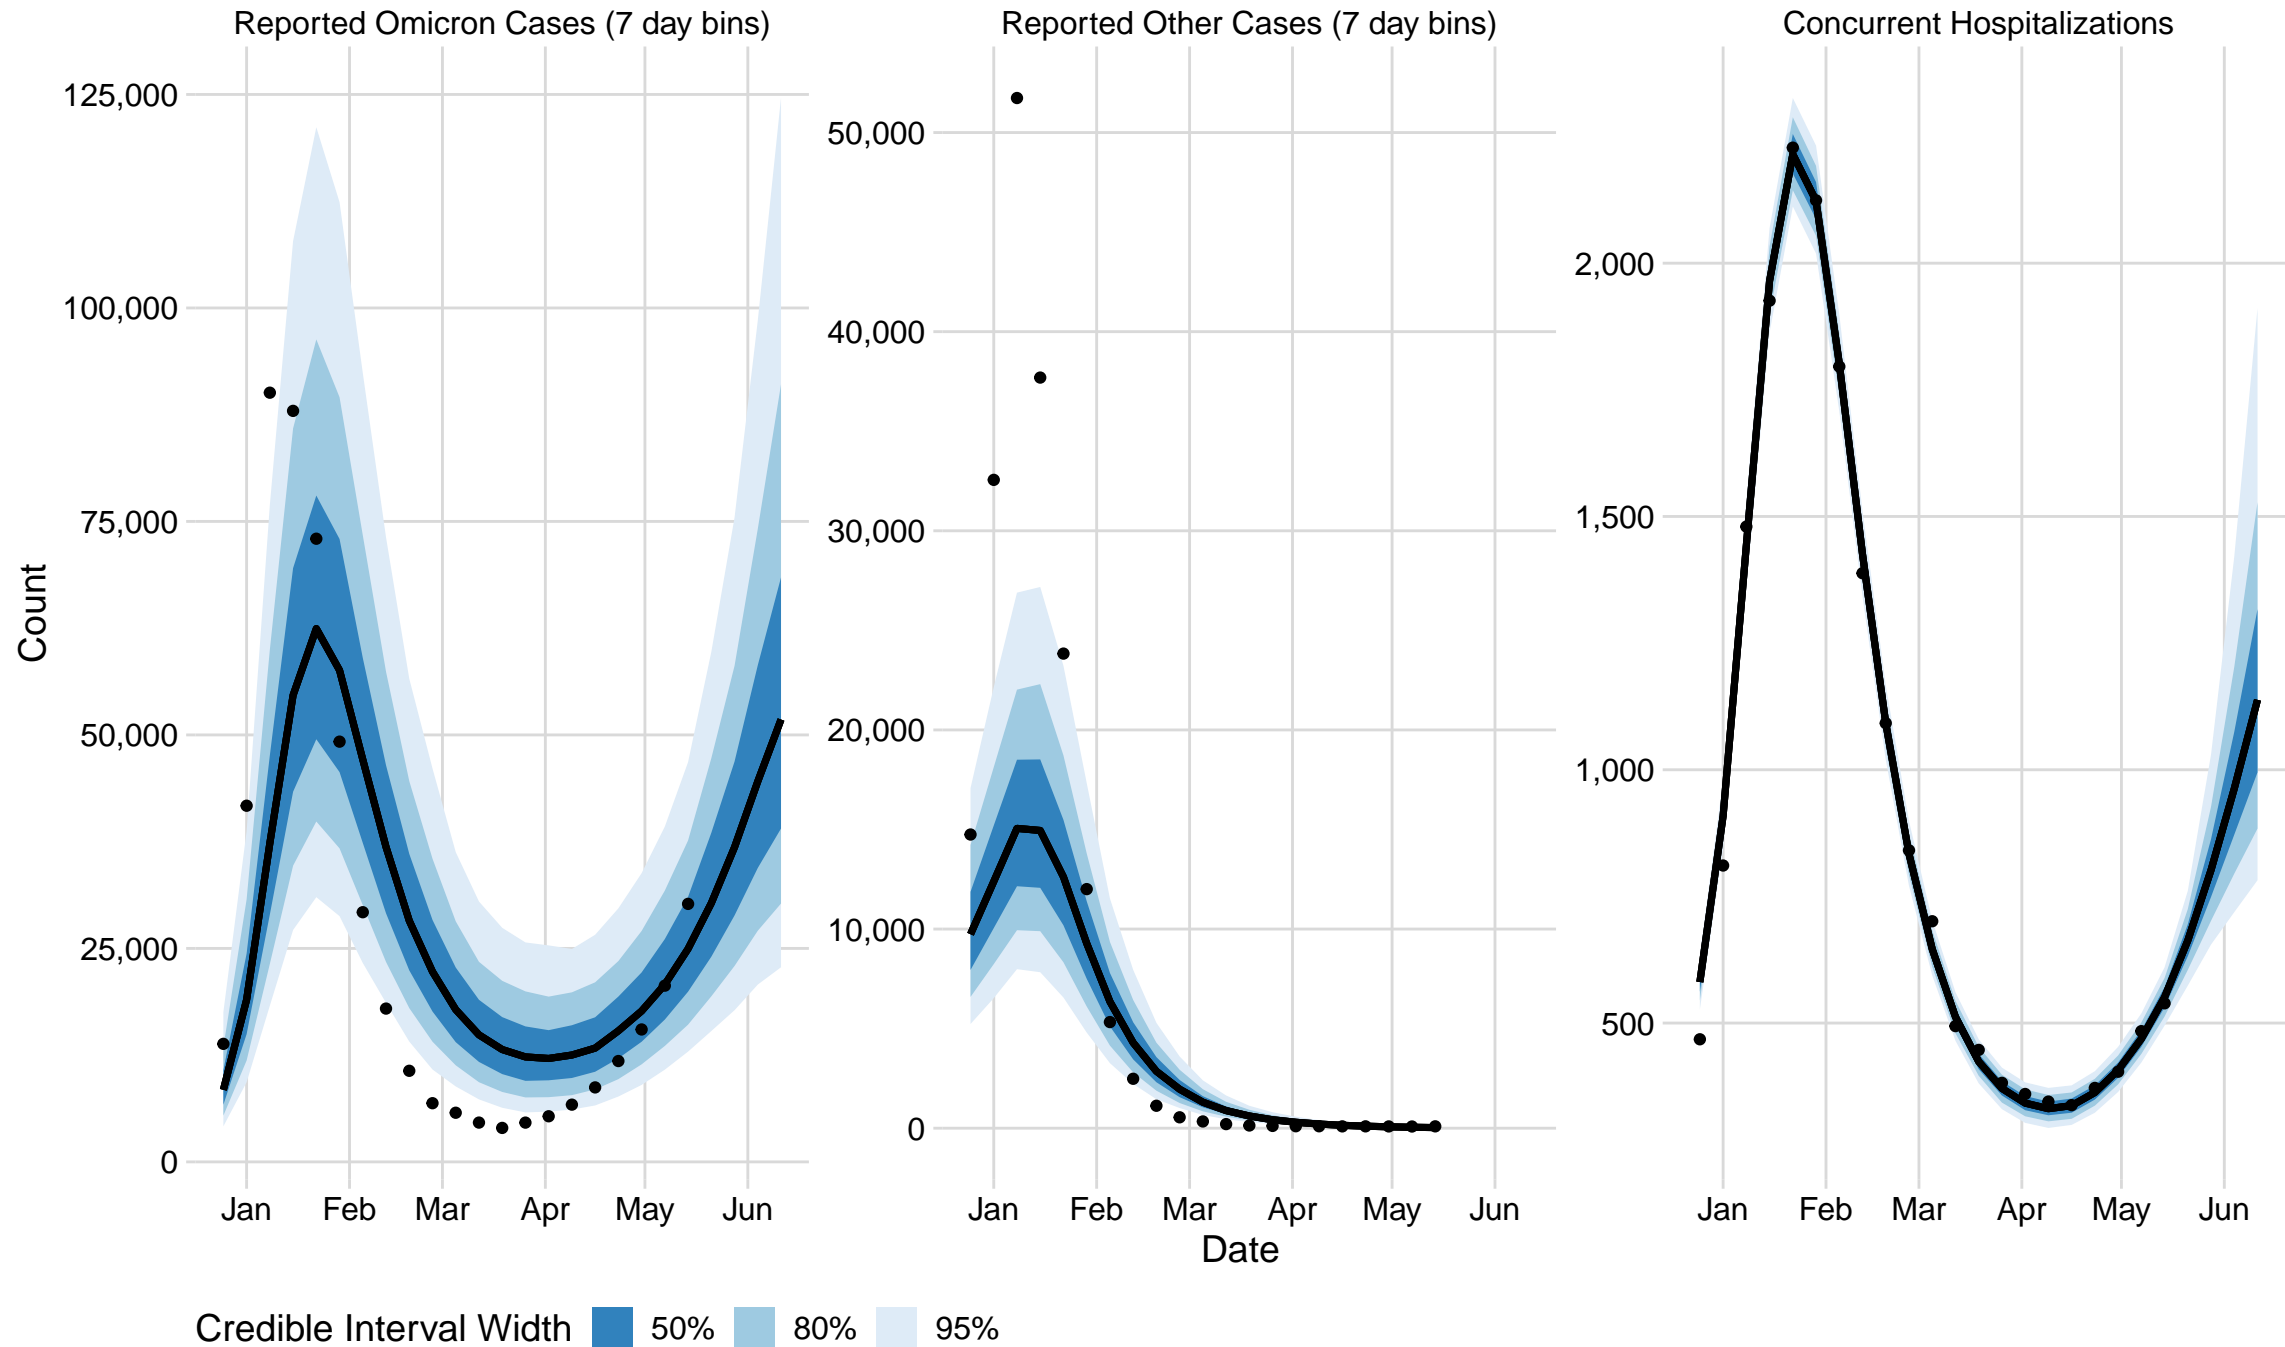 Reported Omicron Cases (7 day bins)
Reported Other Cases (7 day bins)
Concurrent Hospitalizations
Count
125,000
100,000
75,000
50,000
25,000
0
Jan Feb Mar Apr May Jun
50,000
40,000
30,000
20,000
10,000
0
Jan Feb Mar Apr May Jun
2,000
1,500
1,000
500
Jan Feb Mar Apr May Jun
Date
Credible Interval Width 50% 80% 95%